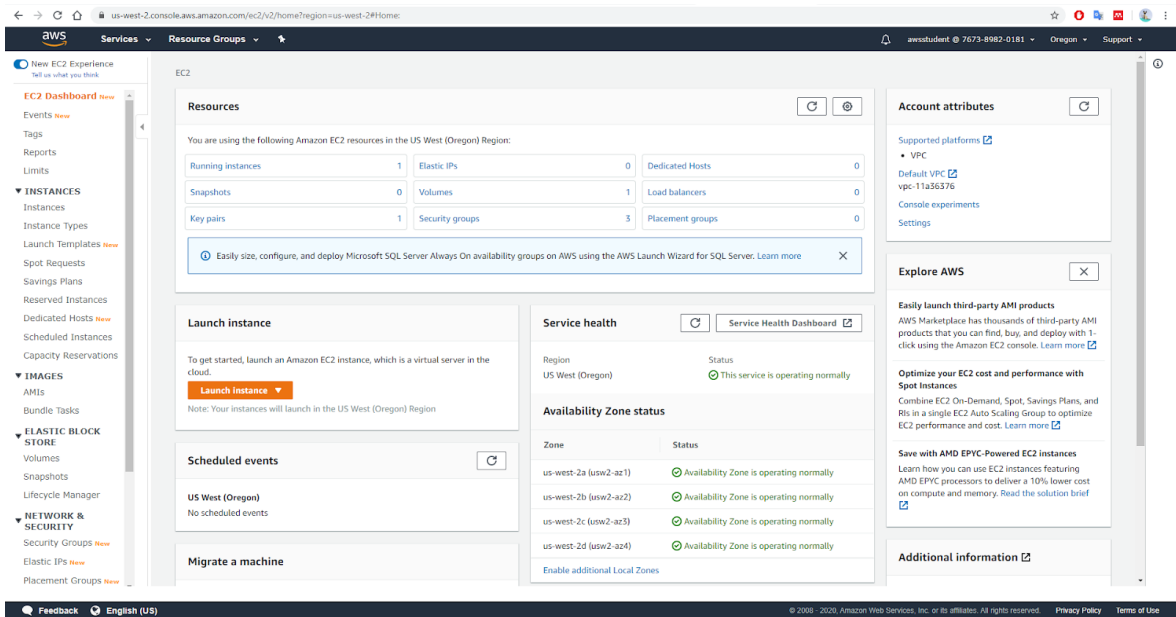 us-west-2.console.aws.amazon.com/ec2/v2/home?region=us-west-2#Home:
aws
Services
Resource Groups
awsstudent @ 7673-8982-0181
Oregon
Support
New EC2 Experience
Tell us what you think
EC2 Dashboard New
Events New
Tags
Reports
Limits
INSTANCES
Instances
Instance Types
Launch Templates New
Spot Requests
Savings Plans
Reserved Instances
Dedicated Hosts New
Scheduled Instances
Capacity Reservations
IMAGES
AMIs
Bundle Tasks
ELASTIC BLOCK
STORE
Volumes
Snapshots
Lifecycle Manager
NETWORK &
SECURITY
Security Groups New
Elastic IPs New
Placement Groups New
EC2
Resources
You are using the following Amazon EC2 resources in the US West (Oregon) Region:
Running instances 1
Elastic IPs 0
Dedicated Hosts 0
Snapshots 0
Volumes 1
Load balancers 0
Key pairs 1
Security groups 3
Placement groups 0
Easily size, configure, and deploy Microsoft SQL Server Always On availability groups on AWS using the AWS Launch Wizard for SQL Server. Learn more
Launch instance
To get started, launch an Amazon EC2 instance, which is a virtual server in the
cloud.
Launch instance
Note: Your instances will launch in the US West (Oregon) Region
Scheduled events
US West (Oregon)
No scheduled events
Migrate a machine
Service health
Service Health Dashboard
Region Status
US West (Oregon) This service is operating normally
Availability Zone status
Zone Status
us-west-2a (usw2-az1) Availability Zone is operating normally
us-west-2b (usw2-az2) Availability Zone is operating normally
us-west-2c (usw2-az3) Availability Zone is operating normally
us-west-2d (usw2-az4) Availability Zone is operating normally
Enable additional Local Zones
Account attributes
Supported platforms
• VPC
Default VPC
vpc-11a36376
Console experiments
Settings
Explore AWS
Easily launch third-party AMI products
AWS Marketplace has thousands of third-party AMI
products that you can find, buy, and deploy with 1-
click using the Amazon EC2 console. Learn more
Optimize your EC2 cost and performance with
Spot Instances
Combine EC2 On-Demand, Spot, Savings Plans, and
RIs in a single EC2 Auto Scaling Group to optimize
EC2 performance and cost. Learn more
Save with AMD EPYC-Powered EC2 instances
Learn how you can use EC2 instances featuring
AMD EPYC processors to deliver a 10% lower cost
on compute and memory. Read the solution brief
Additional information
Feedback
English (US)
© 2008 - 2020, Amazon Web Services, Inc. or its affiliates. All rights reserved.
Privacy Policy
Terms of Use